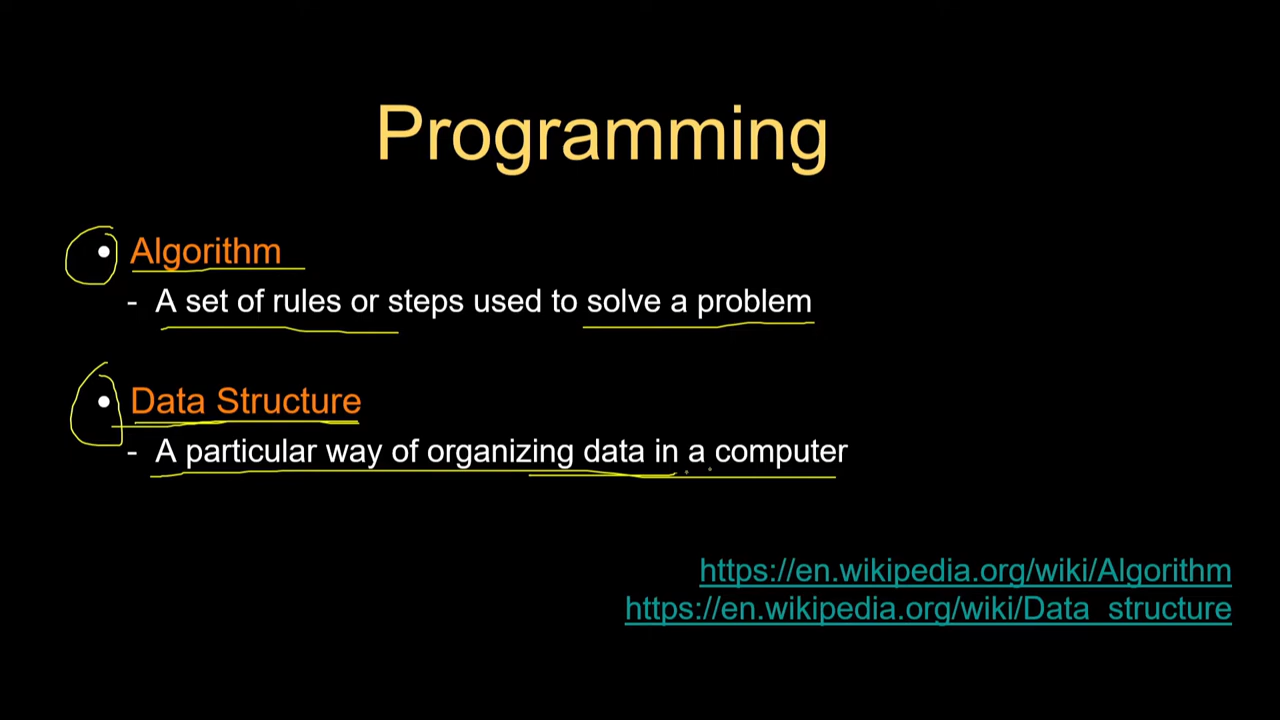 Programming
• Algorithm
- A set of rules or steps used to solve a problem
• Data Structure
- A particular way of organizing data in a computer
https://en.wikipedia.org/wiki/Algorithm
https://en.wikipedia.org/wiki/Data_structure